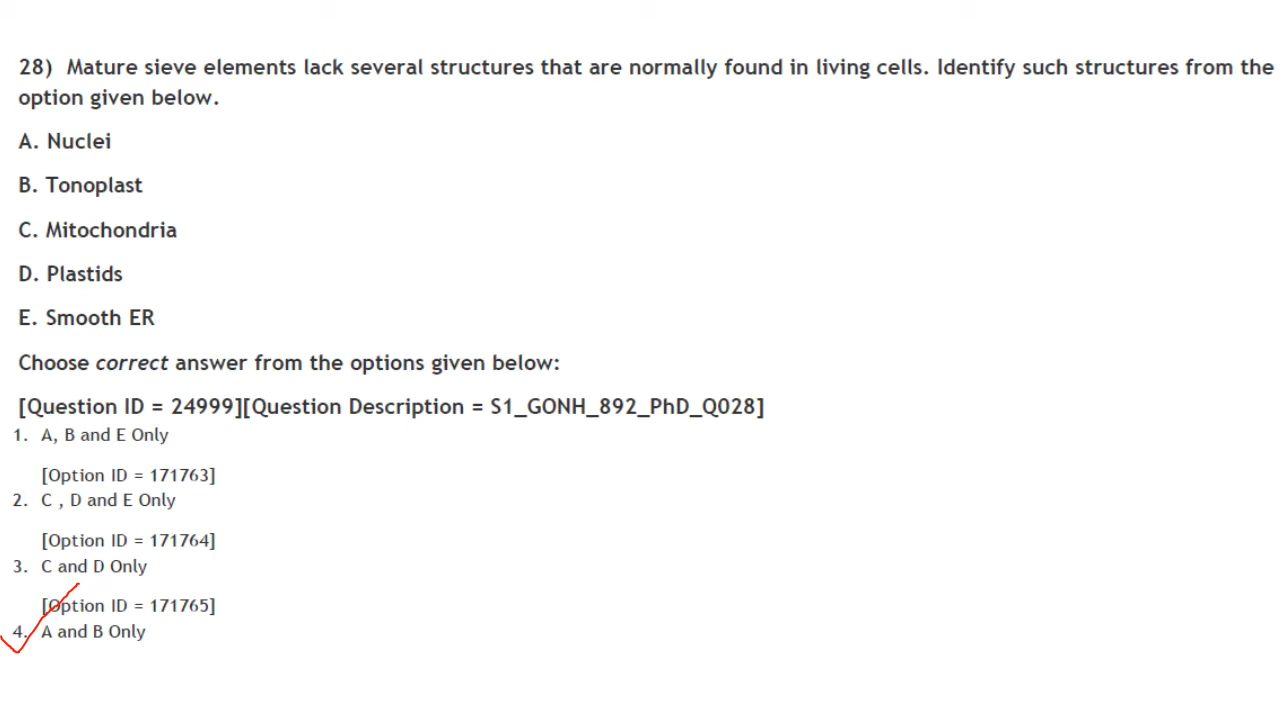 28) Mature sieve elements lack several structures that are normally found in living cells. Identify such structures from the
option given below.
A. Nuclei
B. Tonoplast
C. Mitochondria
D. Plastids
E. Smooth ER
Choose correct answer from the options given below:
[Question ID = 24999][Question Description = S1_GONH_892_PhD_Q028]
1. A, B and E Only
[Option ID = 171763]
2. C , D and E Only
[Option ID = 171764]
3. C and D Only
[Option ID = 171765]
4. A and B Only